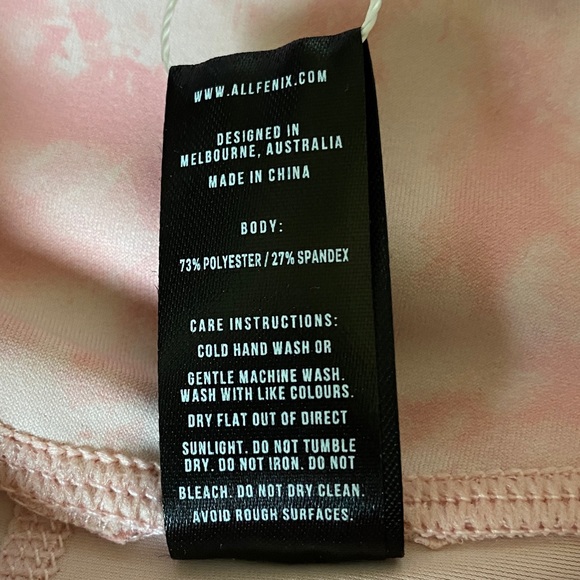 WWW.ALLFENIX.COM
DESIGNED IN
MELBOURNE, AUSTRALIA
MADE IN CHINA
BODY:
73% POLYESTER / 27% SPANDEX
CARE INSTRUCTIONS:
COLD HAND WASH OR
GENTLE MACHINE WASH.
WASH WITH LIKE COLOURS.
DRY FLAT OUT OF DIRECT
SUNLIGHT. DO NOT TUMBLE
DRY. DO NOT IRON. DO NOT
BLEACH. DO NOT DRY CLEAN.
AVOID ROUGH SURFACES.